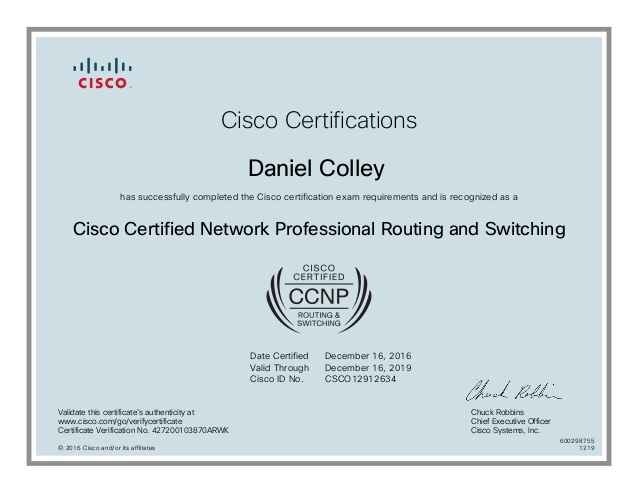 CISCO
Cisco Certifications
Daniel Colley
has successfully completed the Cisco certification exam requirements and is recognized as a
Cisco Certified Network Professional Routing and Switching
CISCO
CERTIFIED
CCNP
ROUTING &
SWITCHING
Date Certified December 16, 2016
Valid Through December 16, 2019
Cisco ID No. CSCO12912634
Chuck Robbins
Validate this certificate's authenticity at
www.cisco.com/go/verifycertificate
Certificate Verification No. 427200103870ARWK
Chuck Robbins
Chief Executive Officer
Cisco Systems, Inc.
© 2016 Cisco and/or its affiliates
600298755
1219